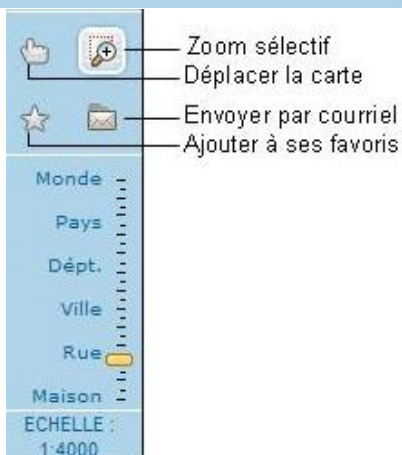 Zoom sélectif
Déplacer la carte
Envoyer par courriel
Ajouter à ses favoris
Monde
Pays
Dépt.
Ville
Rue
Maison
ECHELLE :
1:4000